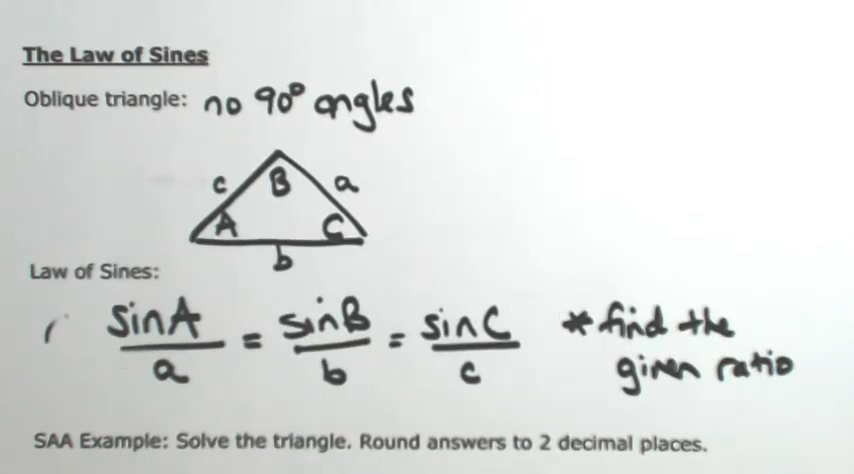 The Law of Sines
Oblique triangle: no 90° angles
c B a
A C
b
Law of Sines:
sinA/a = sinB/b = sinC/c * find the
given ratio
SAA Example: Solve the triangle. Round answers to 2 decimal places.